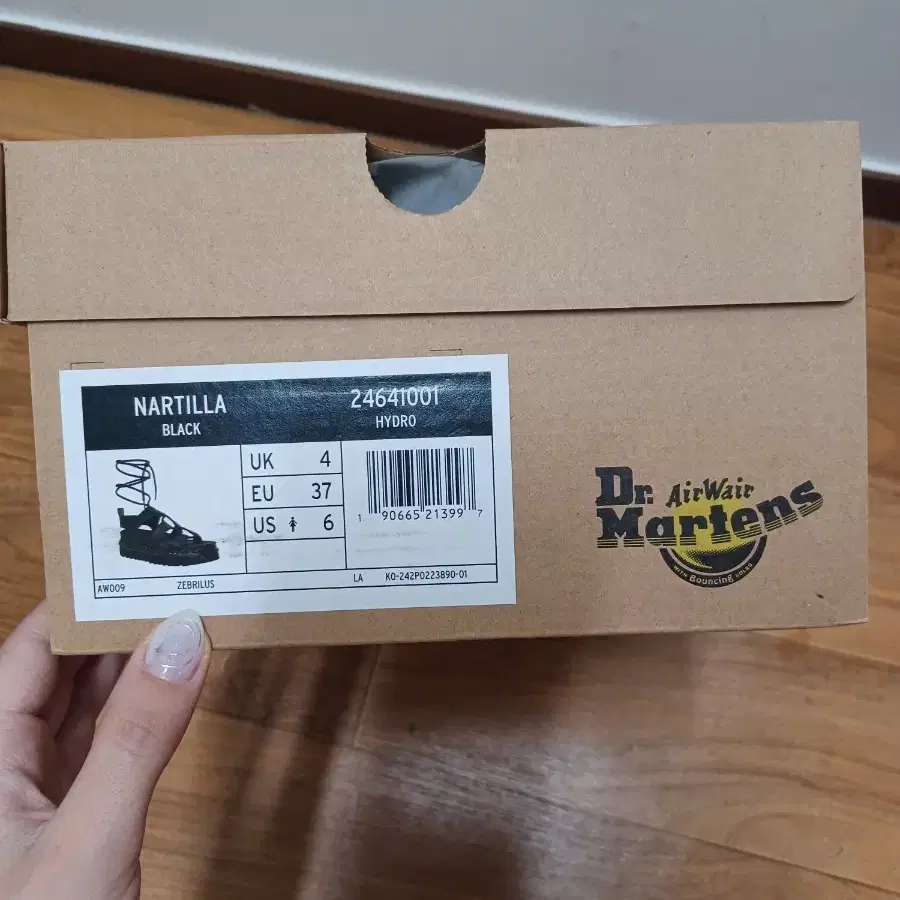 NARTILLA
BLACK
24641001
HYDRO
UK 4
EU 37
US 6
1 90665 21399 7
AW009 ZEBRILUS LA KO-242P0223890-01
Dr. AirWair
Martens
WITH Bouncing SOLES